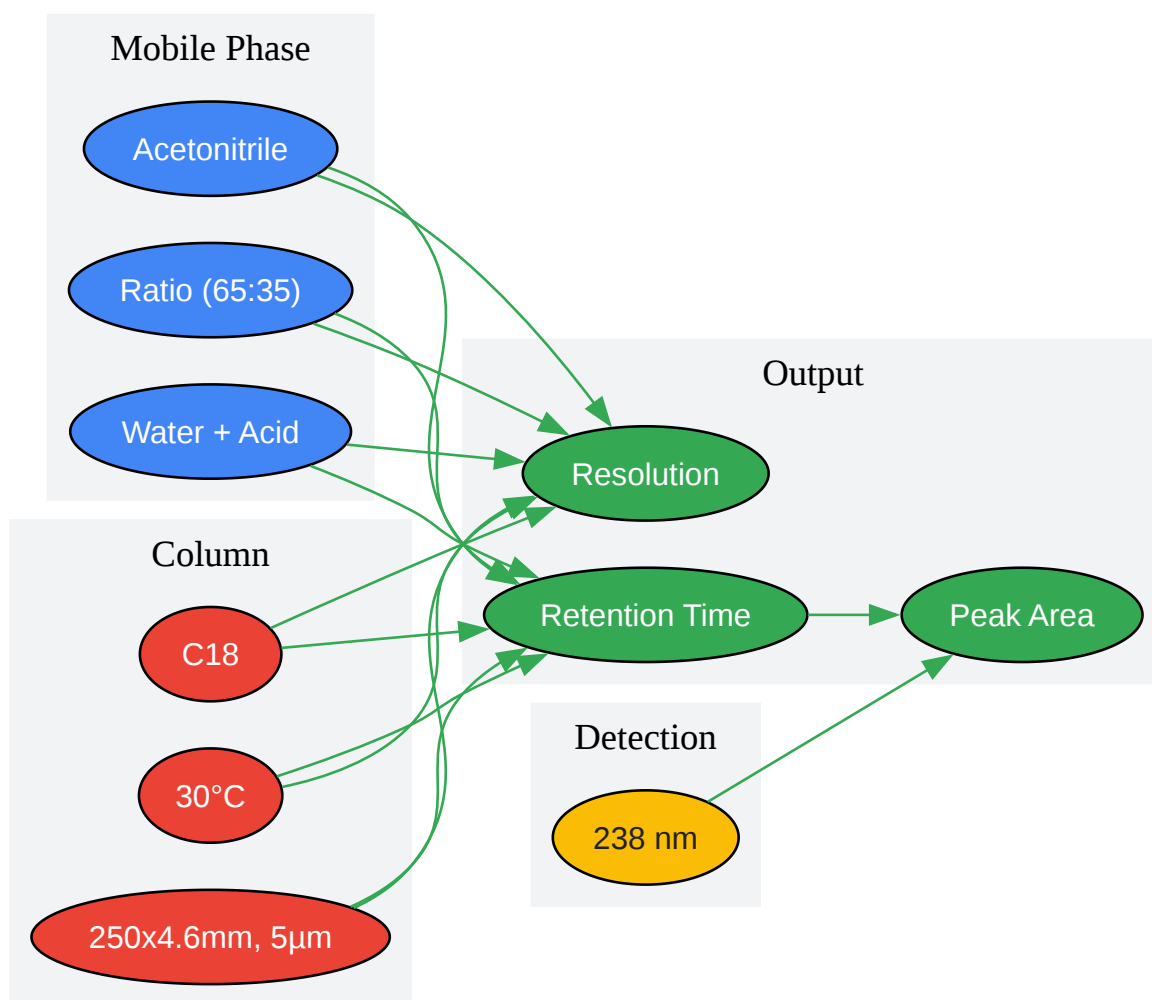 Mobile Phase
Acetonitrile
Ratio (65:35)
Water + Acid
Output
Resolution
Retention Time
Peak Area
Column
C18
30°C
250x4.6mm, 5µm
Detection
238 nm